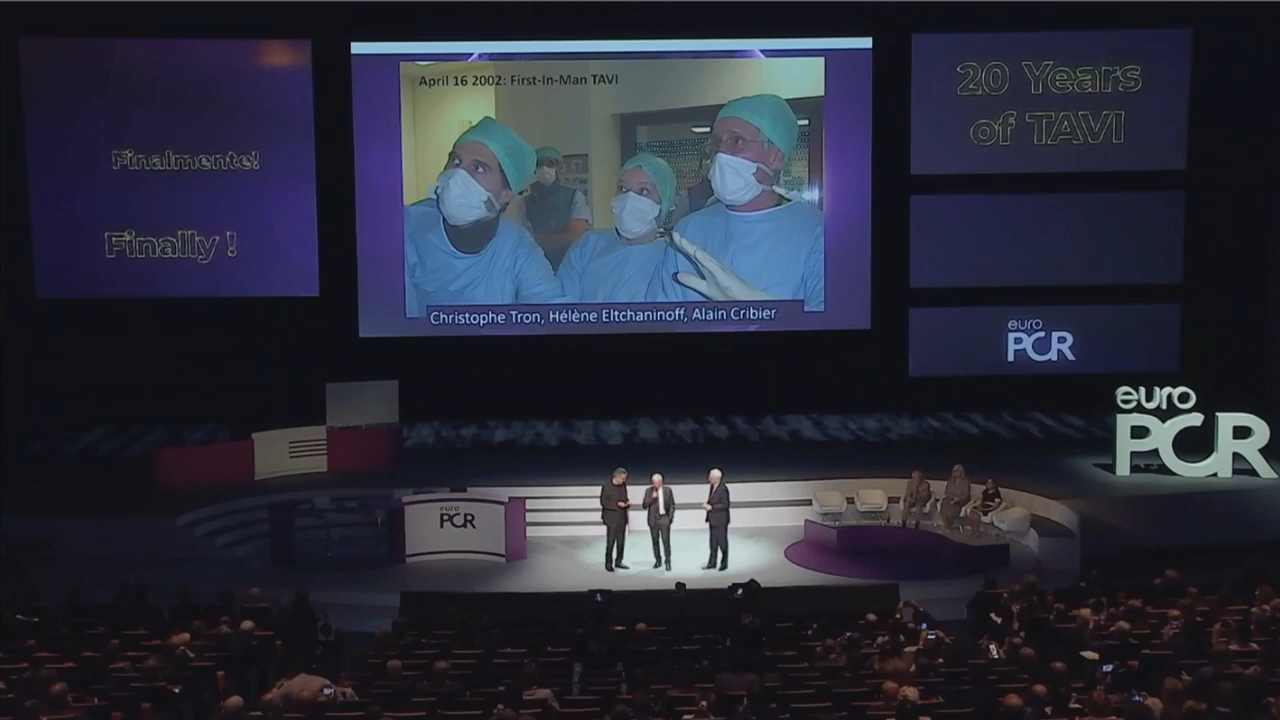 Finalmente!
Finally !
April 16 2002: First-In-Man TAVI
Christophe Tron, Hélène Eltchaninoff, Alain Cribier
20 Years
of TAVI
euro
PCR
euro
PCR
euro
PCR